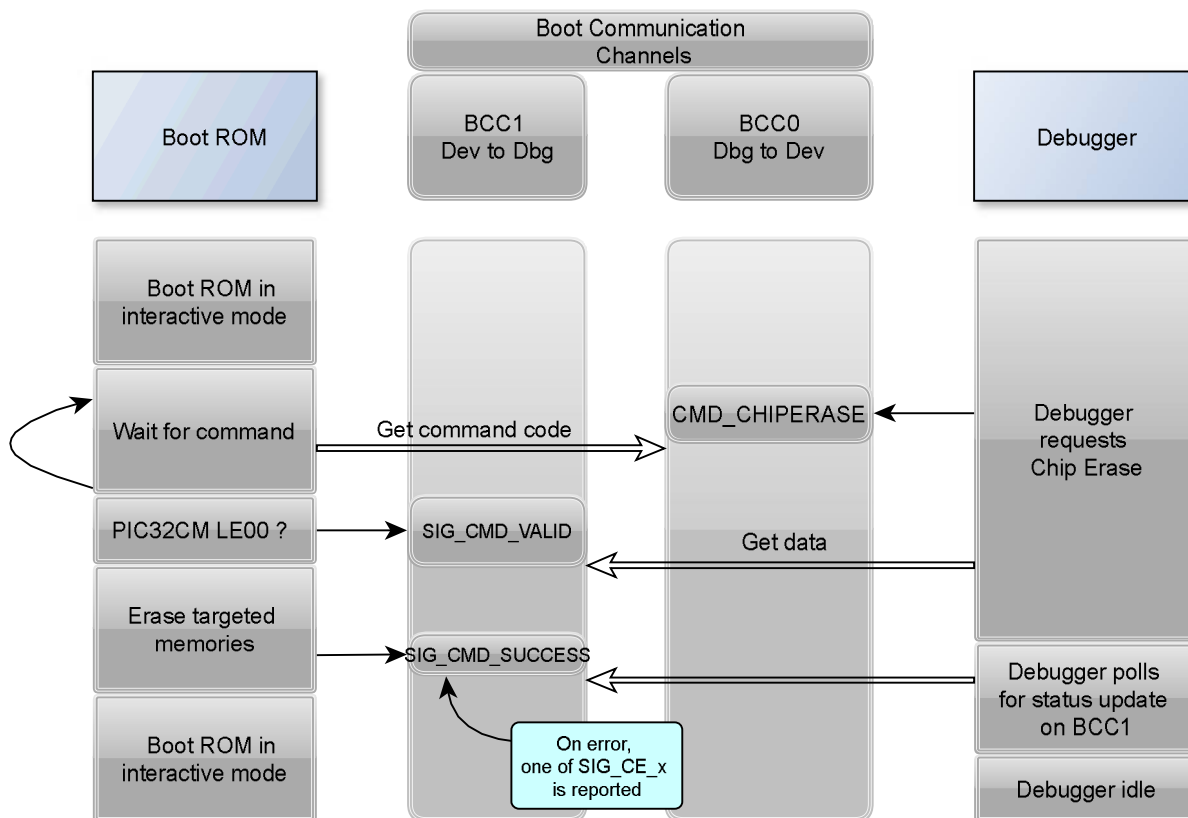 Boot Communication
Channels
Boot ROM
BCC1
Dev to Dbg
BCC0
Dbg to Dev
Debugger
Boot ROM in
interactive mode
Wait for command
Get command code
CMD_CHIPERASE
Debugger
requests
Chip Erase
PIC32CM LE00 ?
SIG_CMD_VALID
Get data
Erase targeted
memories
SIG_CMD_SUCCESS
Debugger polls
for status update
on BCC1
Boot ROM in
interactive mode
On error,
one of SIG_CE_x
is reported
Debugger idle